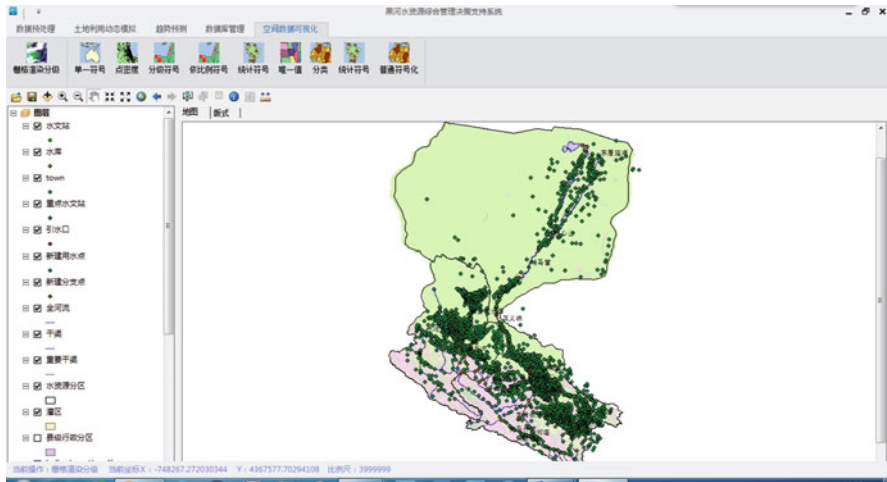 黑河水资源综合管理决策支持系统
数据预处理 土地利用动态模拟 趋势预测 数据库管理 空间数据可视化
栅格渲染分级 单一符号 点密度 分级符号 依比例符号 统计符号 唯一值 分类 统计符号 普通符号化
图层
地图 版式
水文站
水库
town
重点水文站
引水口
新建用水点
新建分支点
全河流
干渠
重要干渠
水资源分区
灌区
县级行政分区
正义峡
当前操作:栅格渲染分级 当前坐标X:-748267.272030344 Y:4367577.70294108 比例尺:3999999